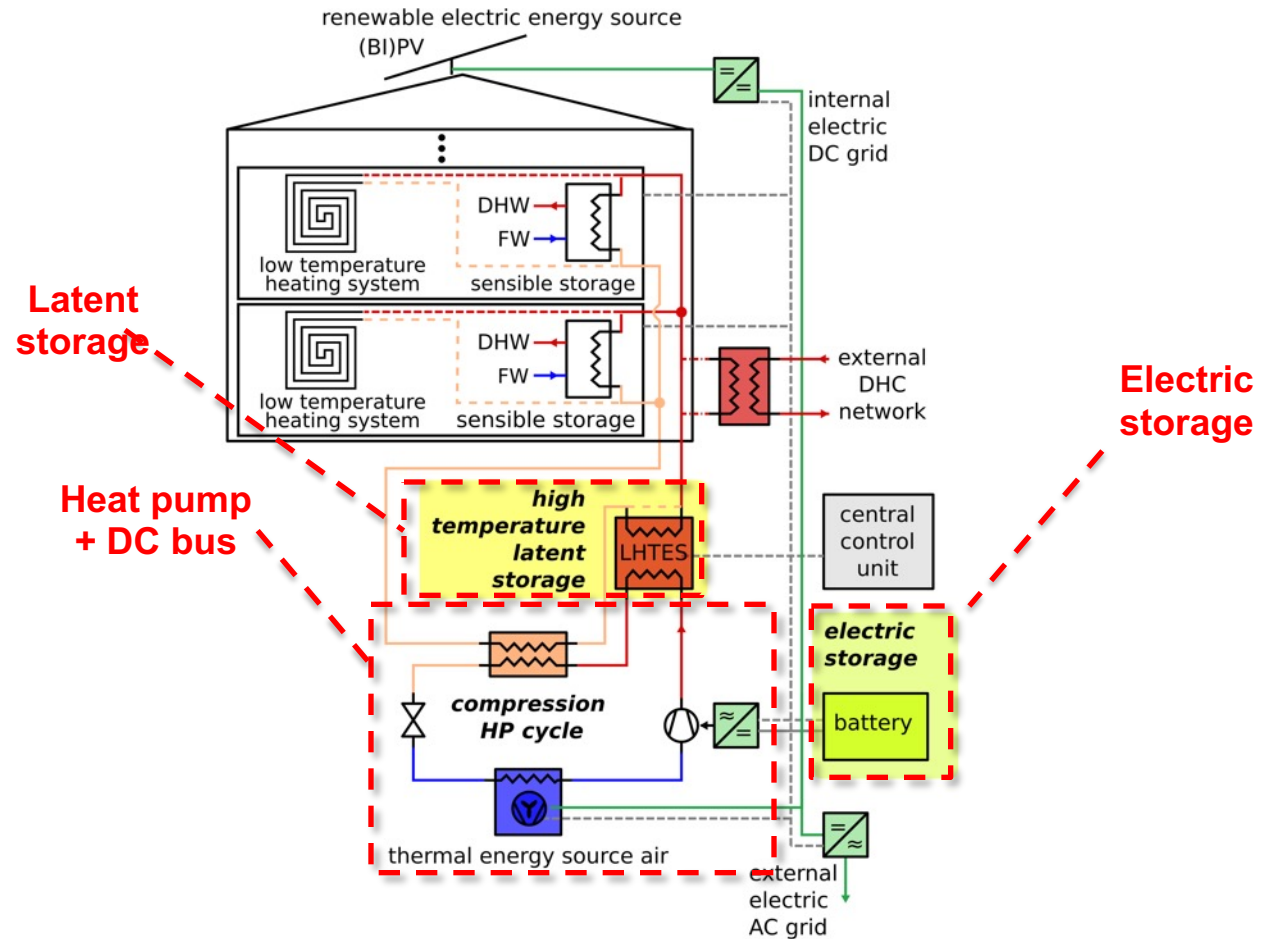 renewable electric energy source
(BI)PV
= =
internal
electric
DC grid
DHW
FW
low temperature
heating system
sensible storage
Latent
storage
DHW
FW
low temperature
heating system
sensible storage
external
DHC
network
Electric
storage
Heat pump
+ DC bus
high
temperature
latent
storage
LHTES
central
control
unit
electric
storage
battery
compression
HP cycle
≈ =
thermal energy source air
= ≈
external
electric
AC grid